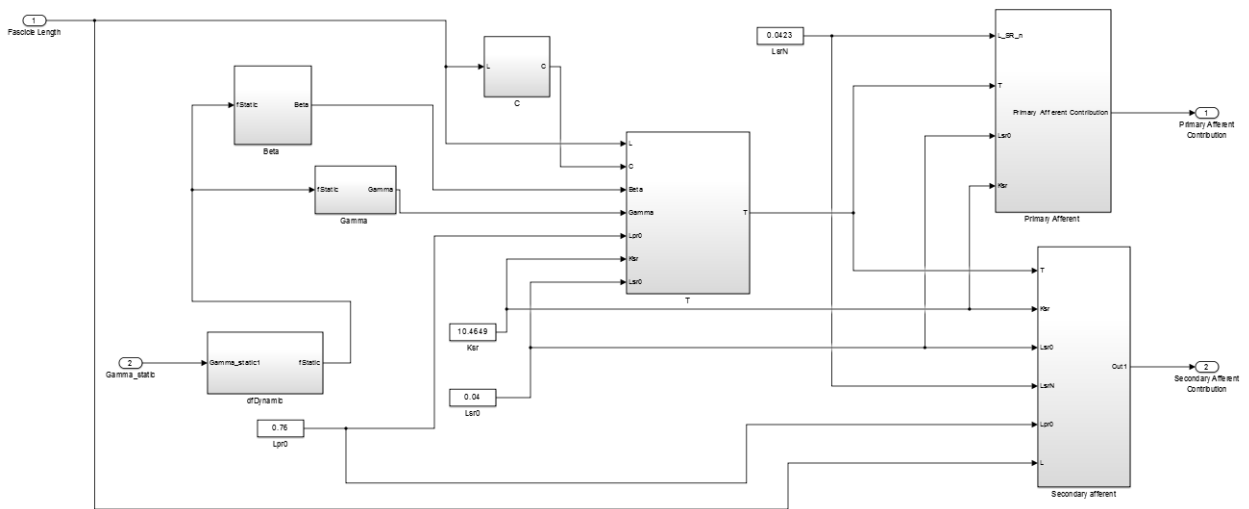 1
Fascicle Length
L
C
C
fStatic
Beta
Beta
fStatic
Gamma
Gamma
2
Gamma_static
Gamma_static1
fStatic
dfDynamic
0.76
Lpr0
L
C
Beta
Gamma
Lpr0
Ksr
Lsr0
T
T
10.4649
Ksr
0.04
Lsr0
0.0423
LsrN
L_SR_n
T
Lsr0
Ksr
Primary Afferent Contribution
Primary Afferent
1
Primary Afferent
Contribution
T
Ksr
Lsr0
LsrN
Lpr0
L
Out1
Secondary afferent
2
Secondary Afferent
Contribution